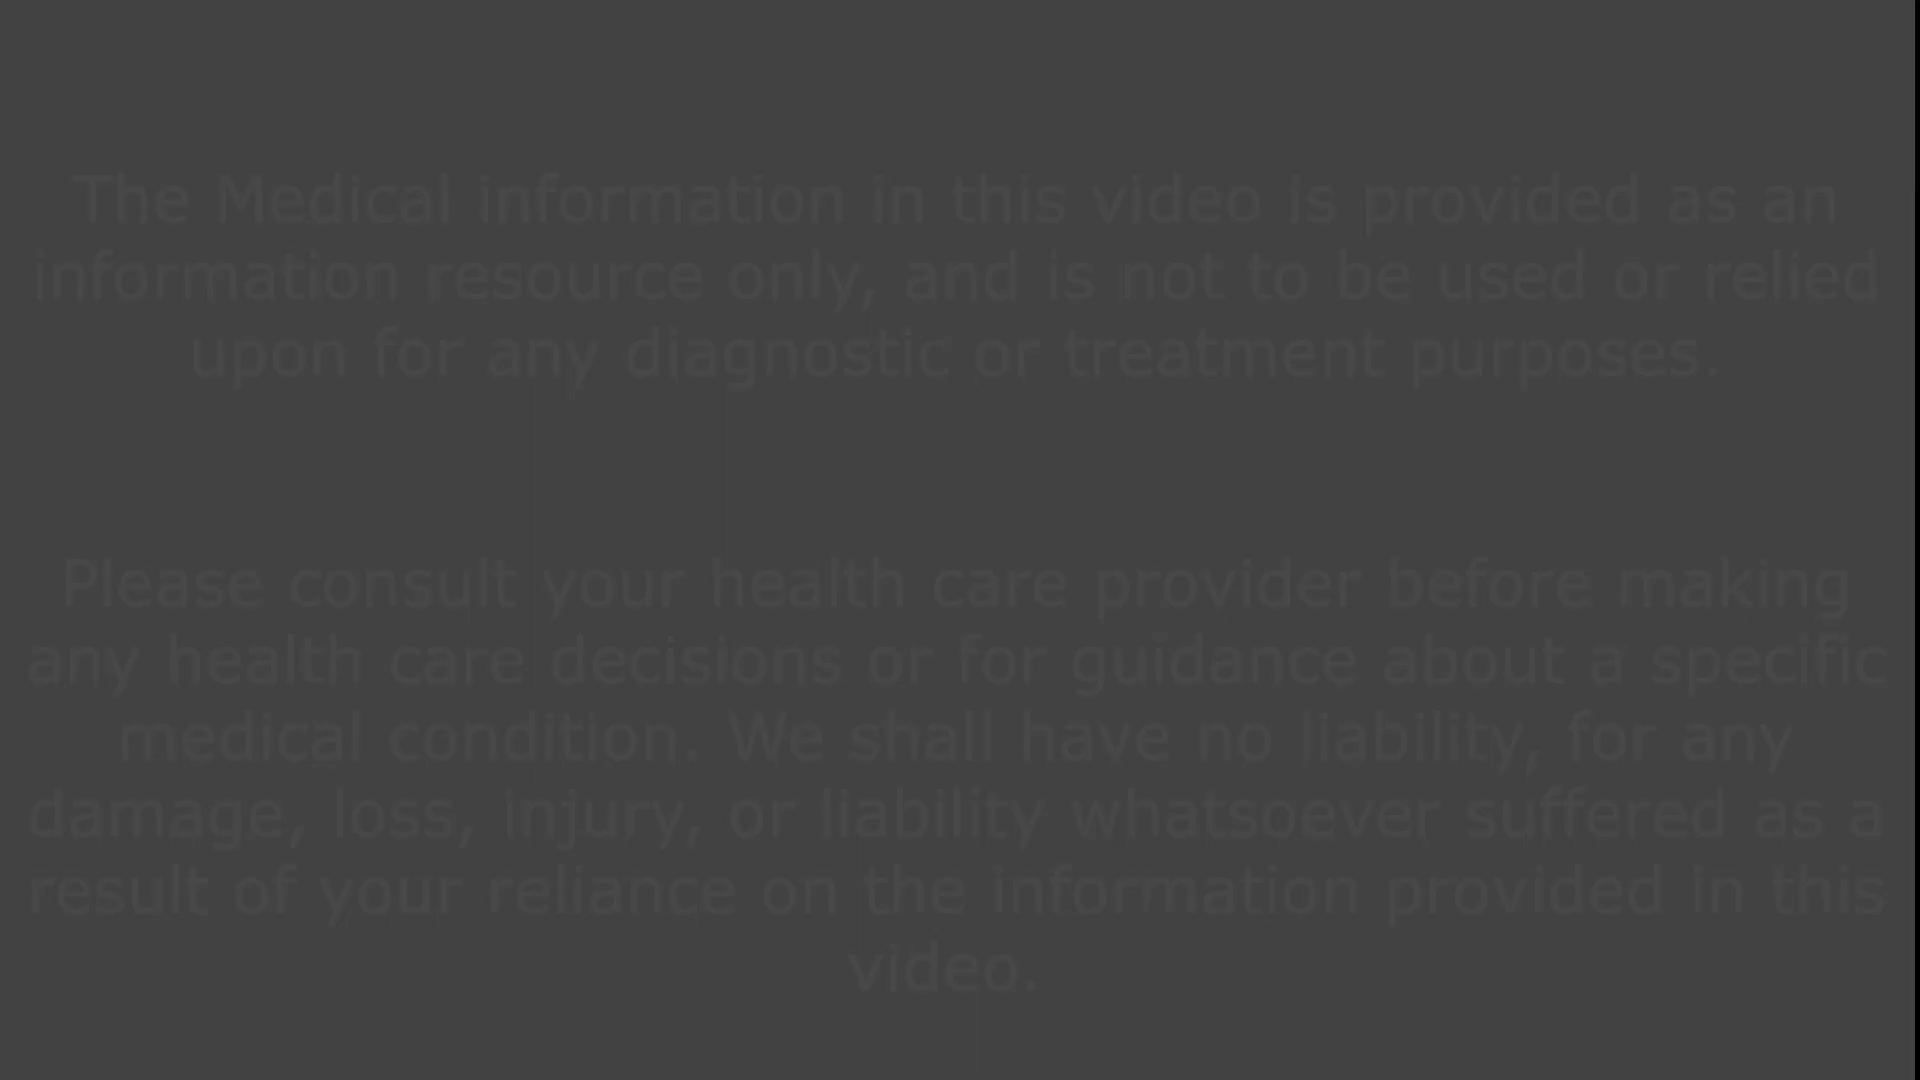 The Medical information in this video is provided as an
information resource only, and is not to be used or relied
upon for any diagnostic or treatment purposes.
Please consult your health care provider before making
any health care decisions or for guidance about a specific
medical condition. We shall have no liability, for any
damage, loss, injury, or liability whatsoever suffered as a
result of your reliance on the information provided in this
video.